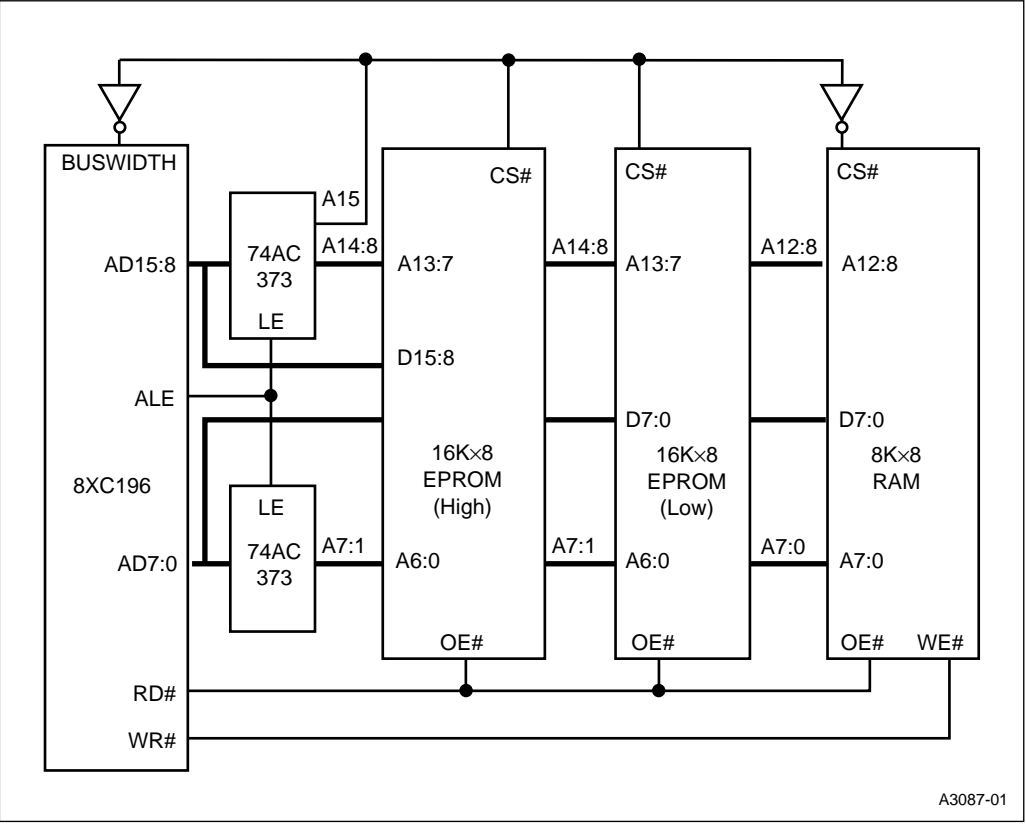 BUSWIDTH
CS#
CS#
CS#
A15
74AC
373
A14:8
A14:8
A12:8
AD15:8
A13:7
A13:7
A12:8
LE
D15:8
ALE
D7:0
D7:0
16K×8
EPROM
(High)
16K×8
EPROM
(Low)
8K×8
RAM
8XC196
LE
74AC
373
A7:1
A7:1
A7:0
AD7:0
A6:0
A6:0
A7:0
OE#
OE#
OE#
WE#
RD#
WR#
A3087-01